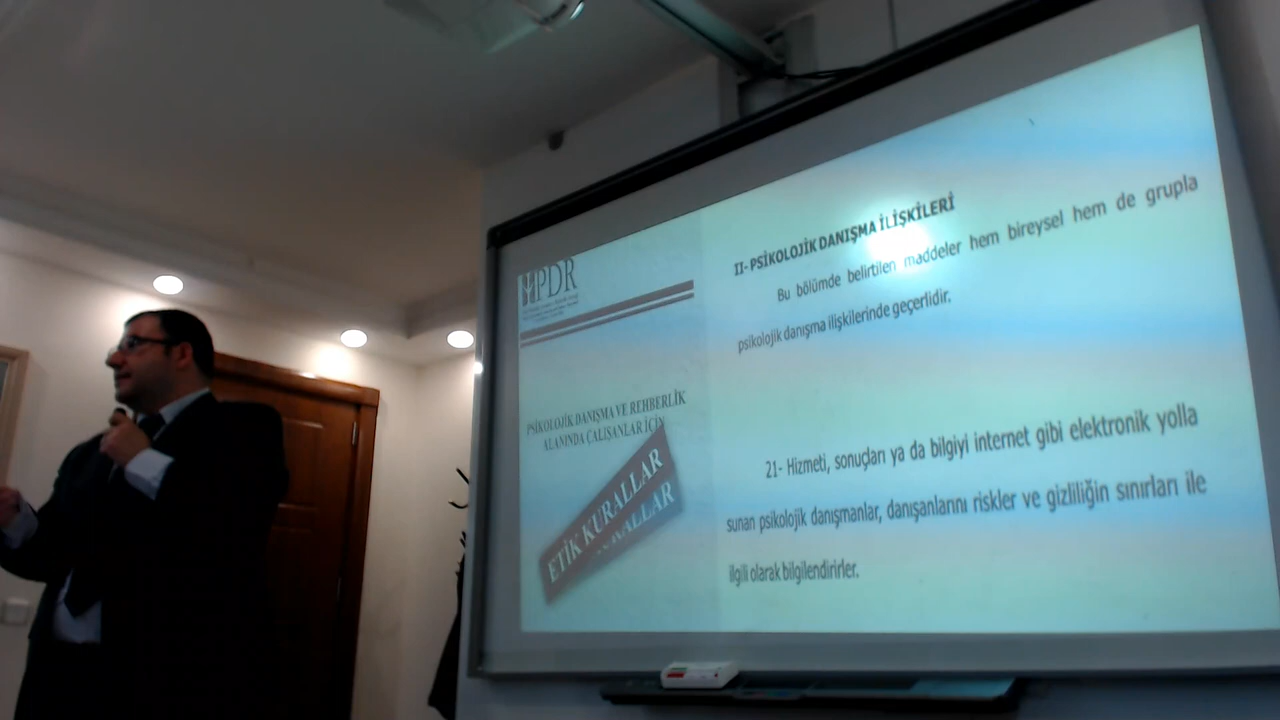 PDR
PSİKOLOJİK DANIŞMA VE REHBERLİK
ALANINDA ÇALIŞANLAR İÇİN
ETİK KURALLAR
II- PSİKOLOJİK DANIŞMA İLİŞKİLERİ
Bu bölümde belirtilen maddeler hem bireysel hem de grupla
psikolojik danışma ilişkilerinde geçerlidir.
21- Hizmeti, sonuçları ya da bilgiyi internet gibi elektronik yolla
sunan psikolojik danışmanlar, danışanlarını riskler ve gizliliğin sınırları ile
ilgili olarak bilgilendirirler.